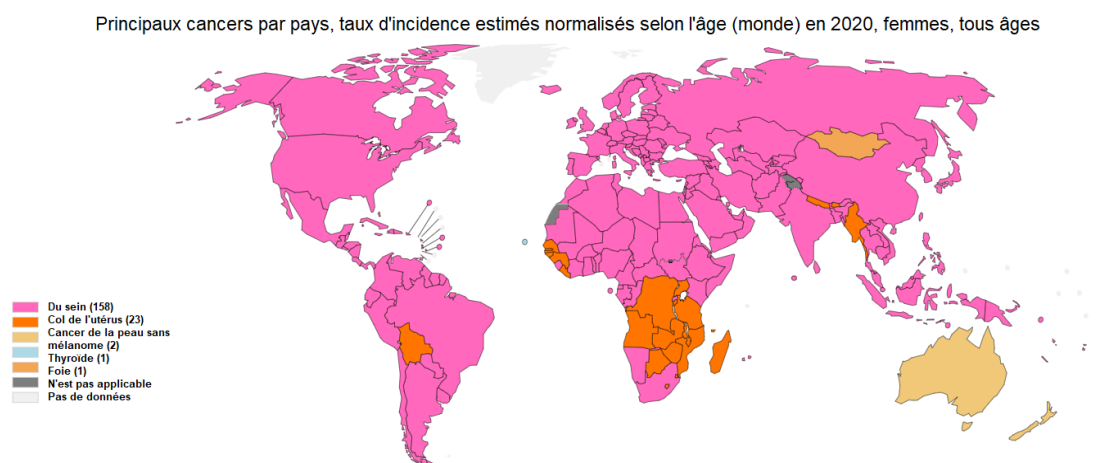 Principaux cancers par pays, taux d'incidence estimés normalisés selon l'âge (monde) en 2020, femmes, tous âges
Du sein (158)
Col de l'utérus (23)
Cancer de la peau sans
mélanome (2)
Thyroïde (1)
Foie (1)
N'est pas applicable
Pas de données